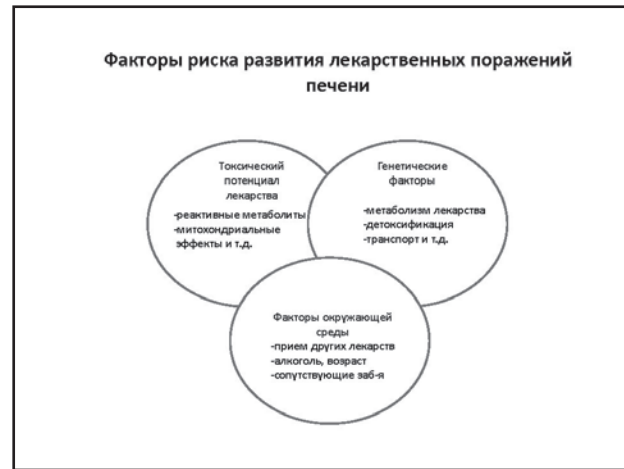 Факторы риска развития лекарственных поражений
печени
Токсический
потенциал
лекарства
-реактивные метаболиты
-митохондриальные
эффекты и т.д.
Генетические
факторы
-метаболизм лекарства
-детоксификация
-транспорт и т.д.
Факторы окружающей
среды
-прием других лекарств
-алкоголь, возраст
-сопутствующие заб-я